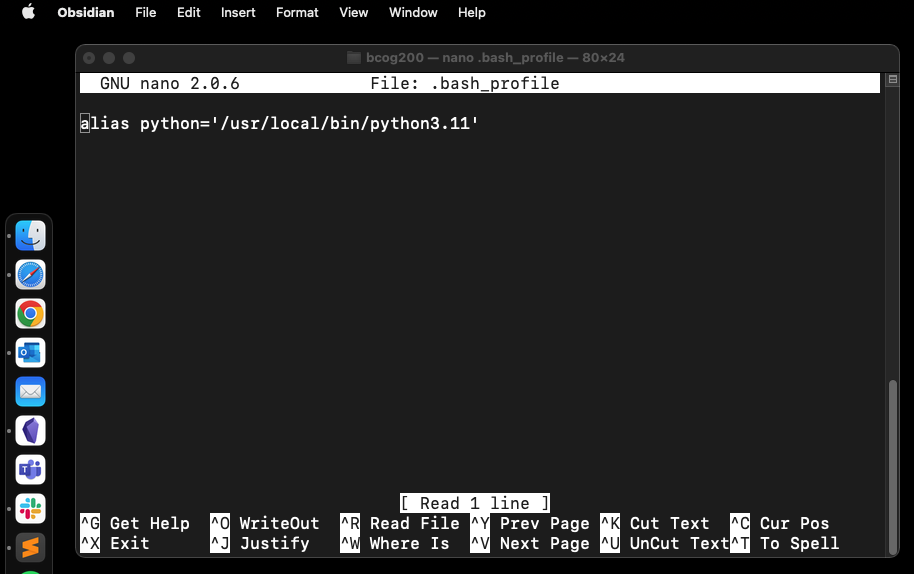 Obsidian File Edit Insert Format View Window Help
bcog200 — nano .bash_profile — 80×24
GNU nano 2.0.6 File: .bash_profile
alias python='/usr/local/bin/python3.11'
[ Read 1 line ]
^G Get Help ^O WriteOut ^R Read File ^Y Prev Page ^K Cut Text ^C Cur Pos
^X Exit ^J Justify ^W Where Is ^V Next Page ^U UnCut Text ^T To Spell